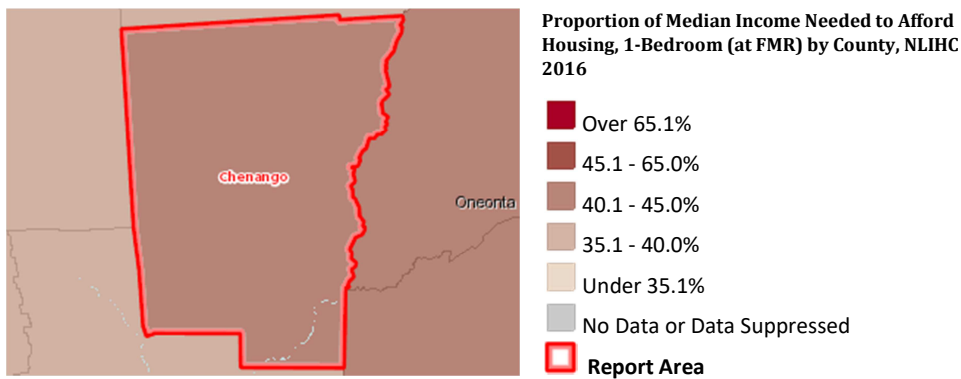 Proportion of Median Income Needed to Afford
Housing, 1-Bedroom (at FMR) by County, NLIHC
2016
Over 65.1%
45.1 - 65.0%
Chenango
40.1 - 45.0%
Oneonta
35.1 - 40.0%
Under 35.1%
No Data or Data Suppressed
Report Area